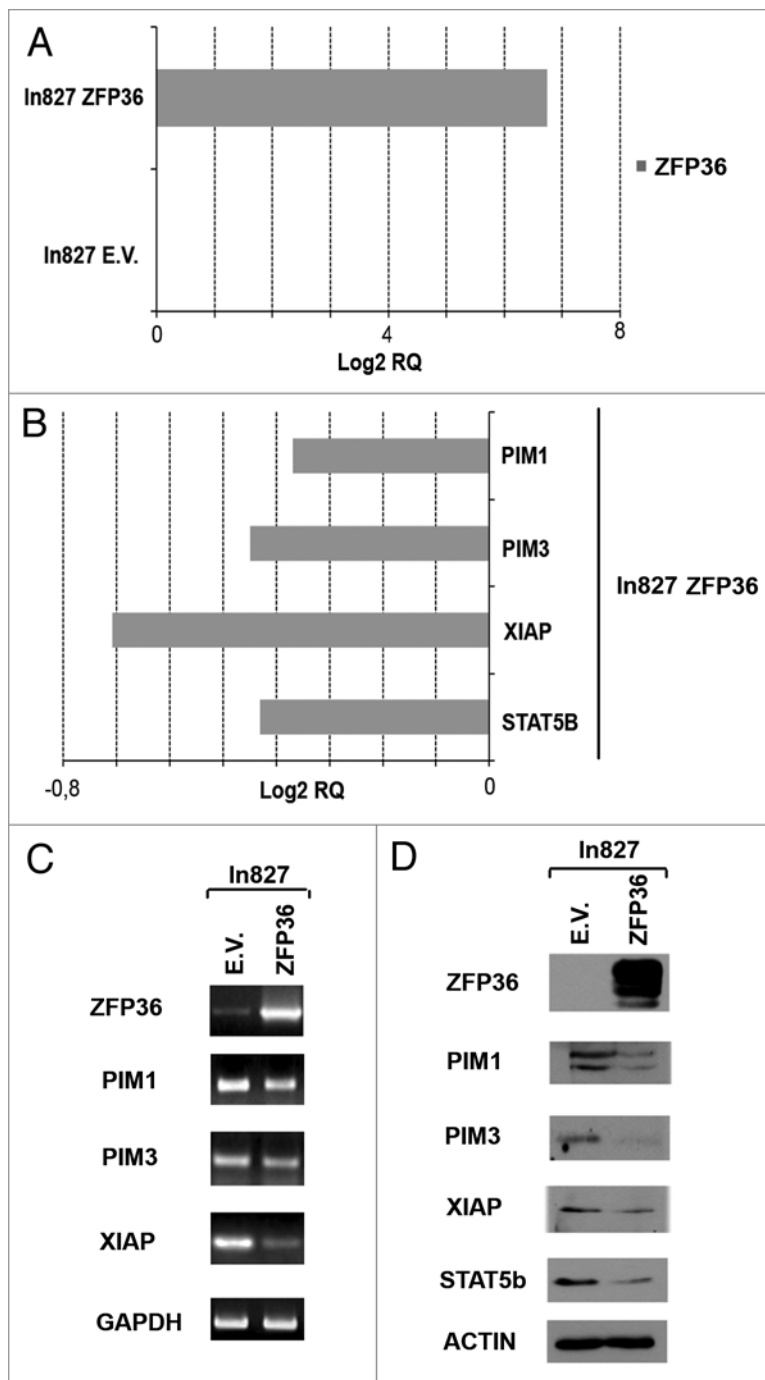 A
In827 ZFP36
In827 E.V.
0 4 8
Log2 RQ
ZFP36
B
PIM1
PIM3
XIAP
STAT5B
In827 ZFP36
-0,8 0
Log2 RQ
C
In827
E.V. ZFP36
ZFP36
PIM1
PIM3
XIAP
GAPDH
D
In827
E.V. ZFP36
ZFP36
PIM1
PIM3
XIAP
STAT5b
ACTIN